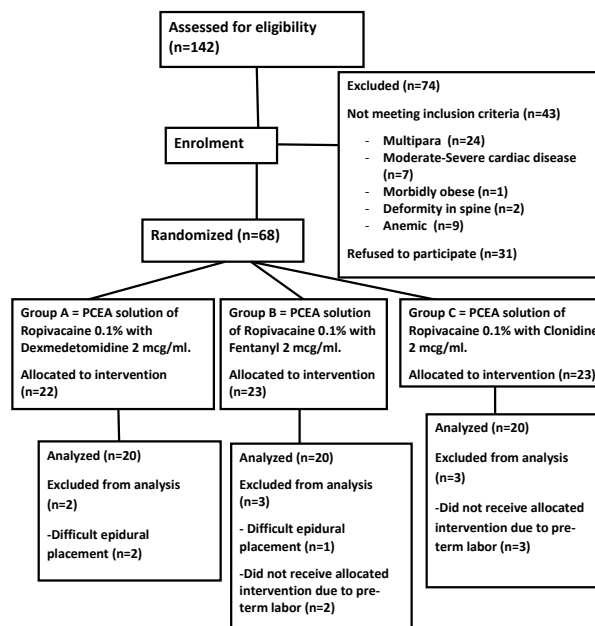 Assessed for eligibility
(n=142)
Excluded (n=74)
Not meeting inclusion criteria (n=43)
- Multipara (n=24)
- Moderate-Severe cardiac disease
(n=7)
- Morbidly obese (n=1)
- Deformity in spine (n=2)
- Anemic (n=9)
Refused to participate (n=31)
Enrolment
Randomized (n=68)
Group A = PCEA solution of
Ropivacaine 0.1% with
Dexmedetomidine 2 mcg/ml.
Allocated to intervention
(n=22)
Group B = PCEA solution
of Ropivacaine 0.1% with
Fentanyl 2 mcg/ml.
Allocated to intervention
(n=23)
Group C = PCEA solution of
Ropivacaine 0.1% with Clonidine
2 mcg/ml.
Allocated to intervention (n=23)
Analyzed (n=20)
Excluded from analysis
(n=2)
-Difficult epidural
placement (n=2)
Analyzed (n=20)
Excluded from analysis
(n=3)
- Difficult epidural
placement (n=1)
-Did not receive allocated
intervention due to pre-
term labor (n=2)
Analyzed (n=20)
Excluded from analysis
(n=3)
-Did not receive allocated
intervention due to pre-
term labor (n=3)